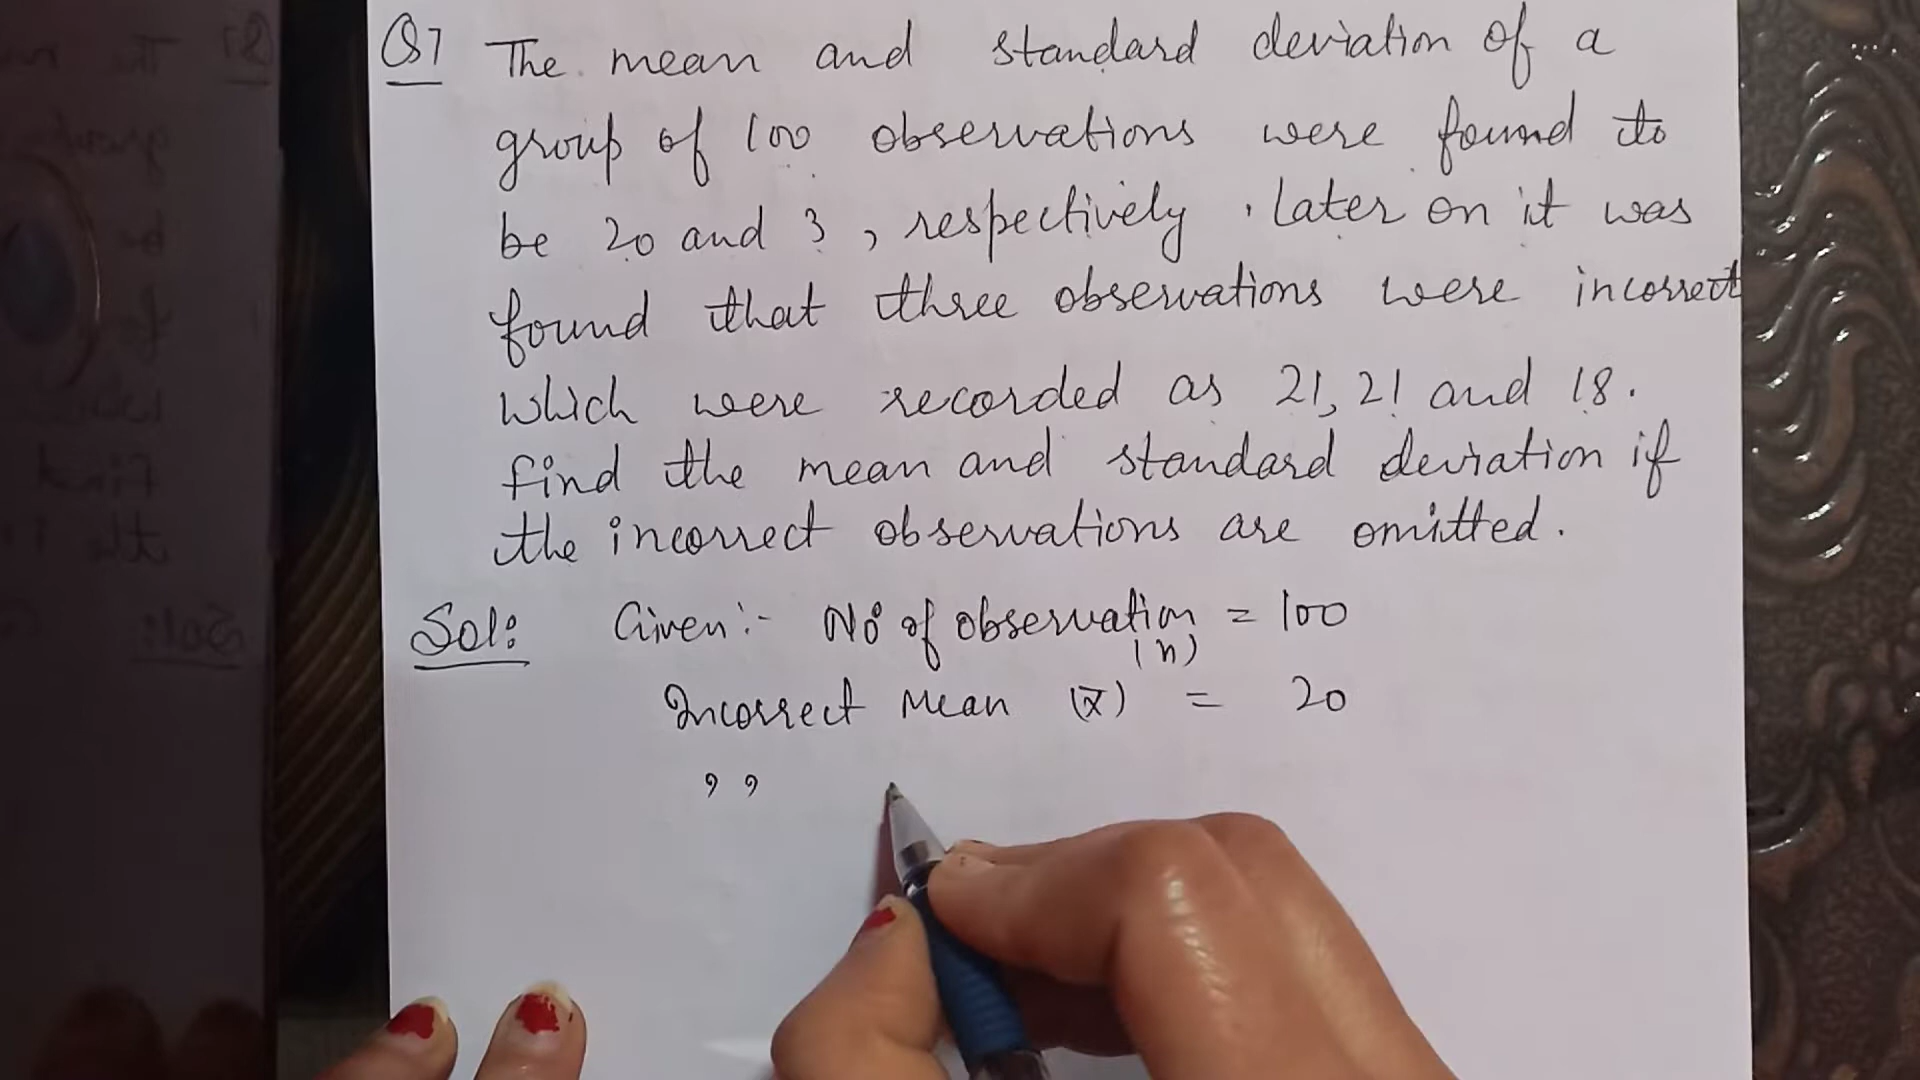 Q7 The mean and standard deviation of a
group of 100 observations were found to
be 20 and 3, respectively. Later on it was
found that three observations were incorrect
which were recorded as 21, 21 and 18.
find the mean and standard deviation if
the incorrect observations are omitted.
Sol: Given:- No of observation = 100
(n)
Incorrect Mean (x̄) = 20
,,